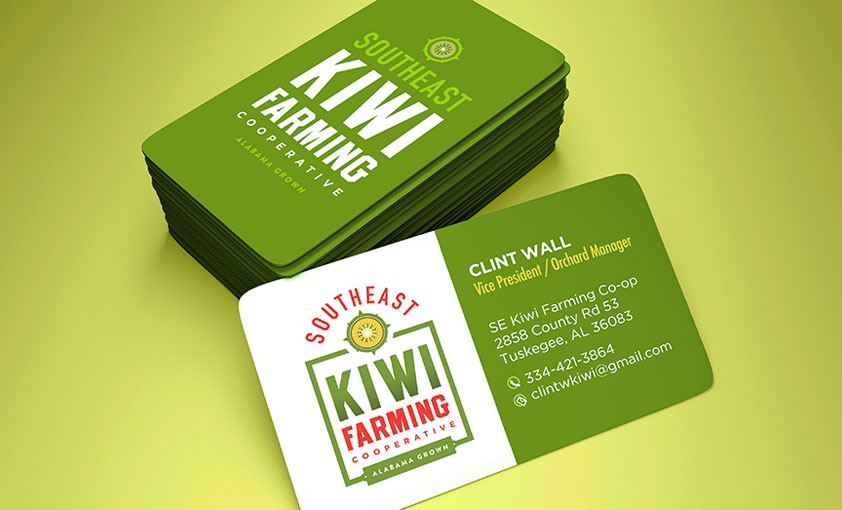 SOUTHEAST
KIWI
FARMING
COOPERATIVE
ALABAMA GROWN
SOUTHEAST
KIWI
FARMING
COOPERATIVE
ALABAMA GROWN
CLINT WALL
Vice President / Orchard Manager
SE Kiwi Farming Co-op
2858 County Rd 53
Tuskegee, AL 36083
334-421-3864
clintwkiwi@gmail.com